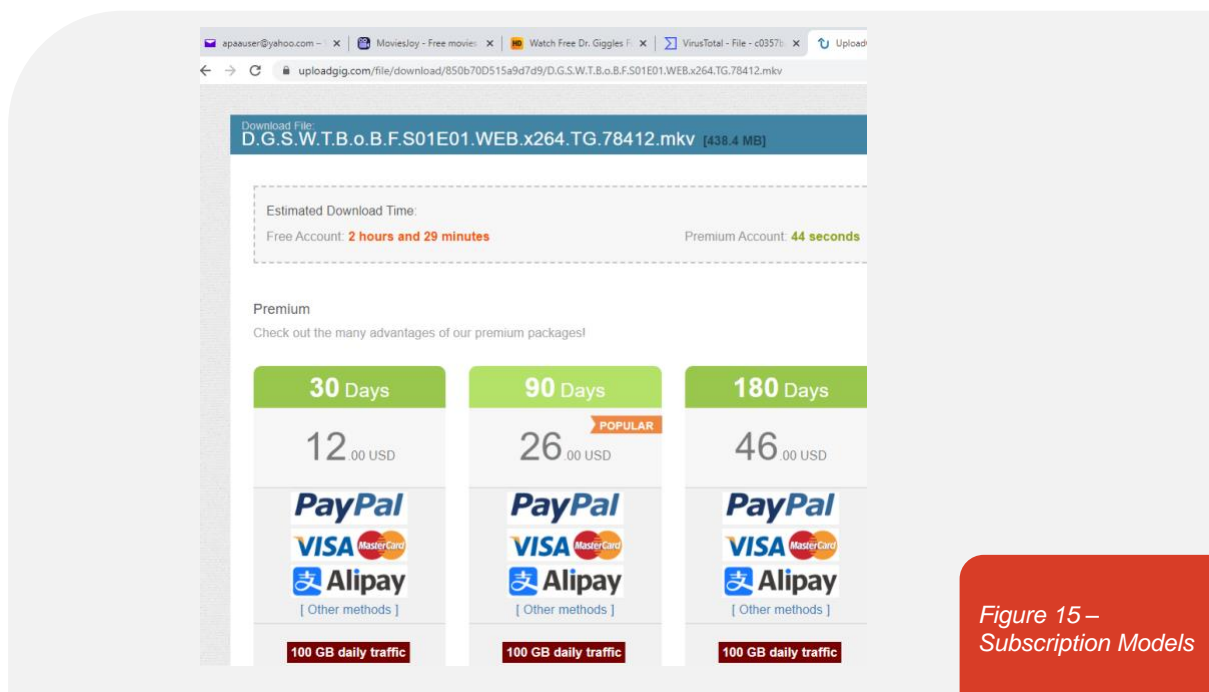 apaauser@yahoo.com – MoviesJoy - Free movies Watch Free Dr. Giggles F VirusTotal - File - c0357b Upload
uploadgig.com/file/download/850b70D515a9d7d9/D.G.S.W.T.B.o.B.F.S01E01.WEB.x264.TG.78412.mkv
Download File:
D.G.S.W.T.B.o.B.F.S01E01.WEB.x264.TG.78412.mkv [438.4 MB]
Estimated Download Time:
Free Account: 2 hours and 29 minutes Premium Account: 44 seconds
Premium
Check out the many advantages of our premium packages!
30 Days 90 Days 180 Days
POPULAR
12.00 USD 26.00 USD 46.00 USD
PayPal PayPal PayPal
VISA MasterCard VISA MasterCard VISA MasterCard
支 Alipay 支 Alipay 支 Alipay
[ Other methods ] [ Other methods ] [ Other methods ]
100 GB daily traffic 100 GB daily traffic 100 GB daily traffic
Figure 15 –
Subscription Models